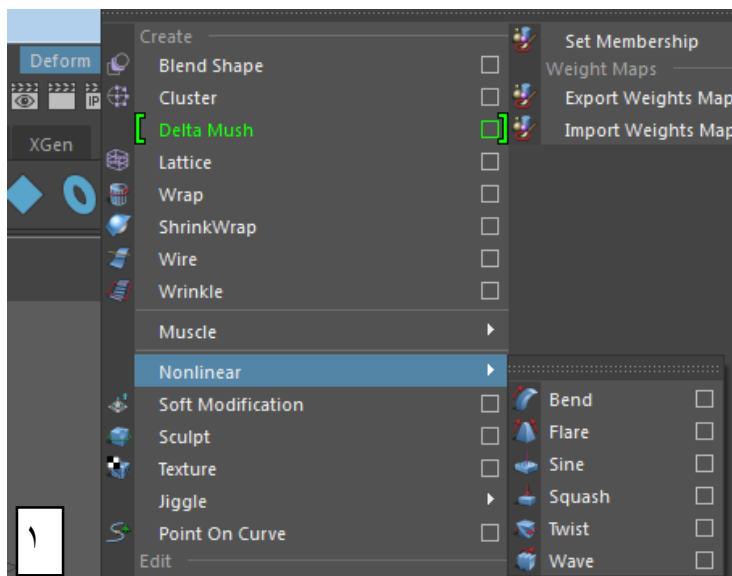 Deform
IP
XGen
Create
Blend Shape
Cluster
[ Delta Mush ]
Lattice
Wrap
ShrinkWrap
Wire
Wrinkle
Muscle
Nonlinear
Soft Modification
Sculpt
Texture
Jiggle
Point On Curve
Edit
Set Membership
Weight Maps
Export Weights Map
Import Weights Map
Bend
Flare
Sine
Squash
Twist
Wave
١